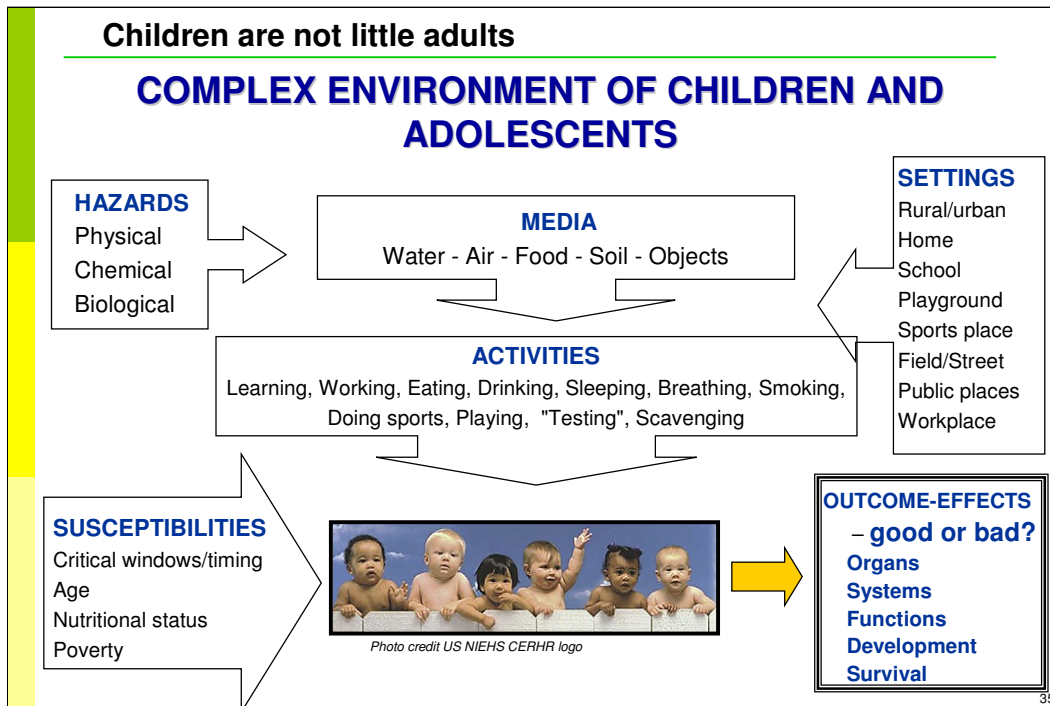 Children are not little adults
COMPLEX ENVIRONMENT OF CHILDREN AND
ADOLESCENTS
HAZARDS
Physical
Chemical
Biological
MEDIA
Water - Air - Food - Soil - Objects
SETTINGS
Rural/urban
Home
School
Playground
Sports place
Field/Street
Public places
Workplace
ACTIVITIES
Learning, Working, Eating, Drinking, Sleeping, Breathing, Smoking,
Doing sports, Playing, "Testing", Scavenging
SUSCEPTIBILITIES
Critical windows/timing
Age
Nutritional status
Poverty
Photo credit US NIEHS CERHR logo
OUTCOME-EFFECTS
– good or bad?
Organs
Systems
Functions
Development
Survival
35